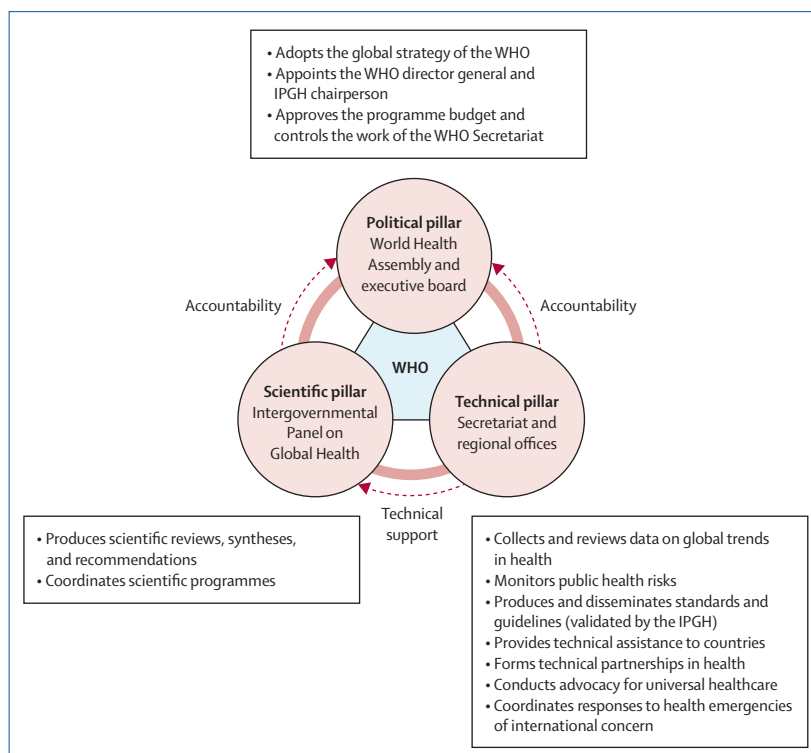 • Adopts the global strategy of the WHO
• Appoints the WHO director general and
IPGH chairperson
• Approves the programme budget and
controls the work of the WHO Secretariat
Political pillar
World Health
Assembly and
executive board
Accountability
Accountability
WHO
Scientific pillar
Intergovernmental
Panel on
Global Health
Technical pillar
Secretariat and
regional offices
Technical
support
• Produces scientific reviews, syntheses,
and recommendations
• Coordinates scientific programmes
• Collects and reviews data on global trends
in health
• Monitors public health risks
• Produces and disseminates standards and
guidelines (validated by the IPGH)
• Provides technical assistance to countries
• Forms technical partnerships in health
• Conducts advocacy for universal healthcare
• Coordinates responses to health emergencies
of international concern